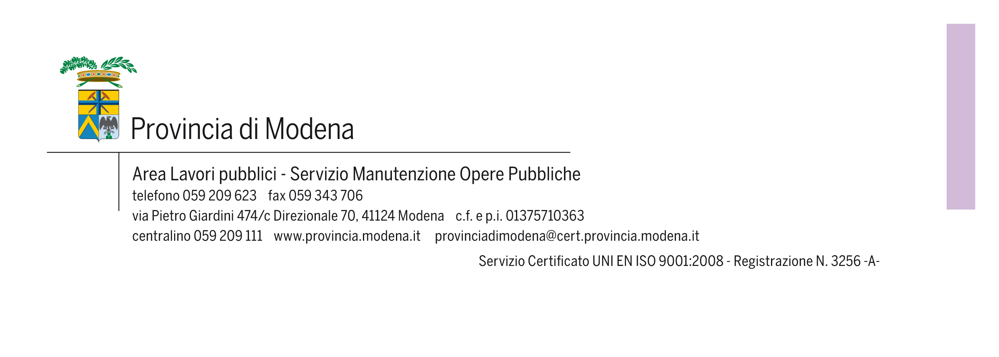 Provincia di Modena
Area Lavori pubblici - Servizio Manutenzione Opere Pubbliche
telefono 059 209 623 fax 059 343 706
via Pietro Giardini 474/c Direzionale 70, 41124 Modena c.f. e p.i. 01375710363
centralino 059 209 111 www.provincia.modena.it provinciadimodena@cert.provincia.modena.it
Servizio Certificato UNI EN ISO 9001:2008 - Registrazione N. 3256 -A-